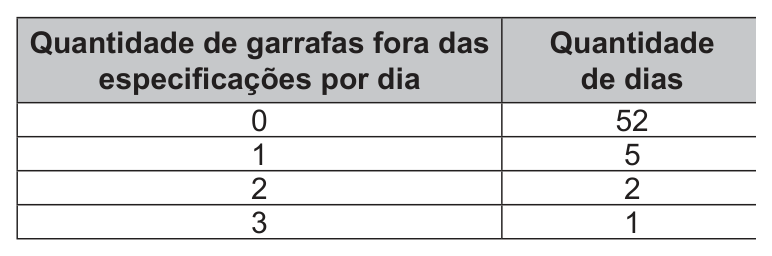 Quantidade de garrafas fora das especificações por dia
Quantidade de dias
0 52
1 5
2 2
3 1